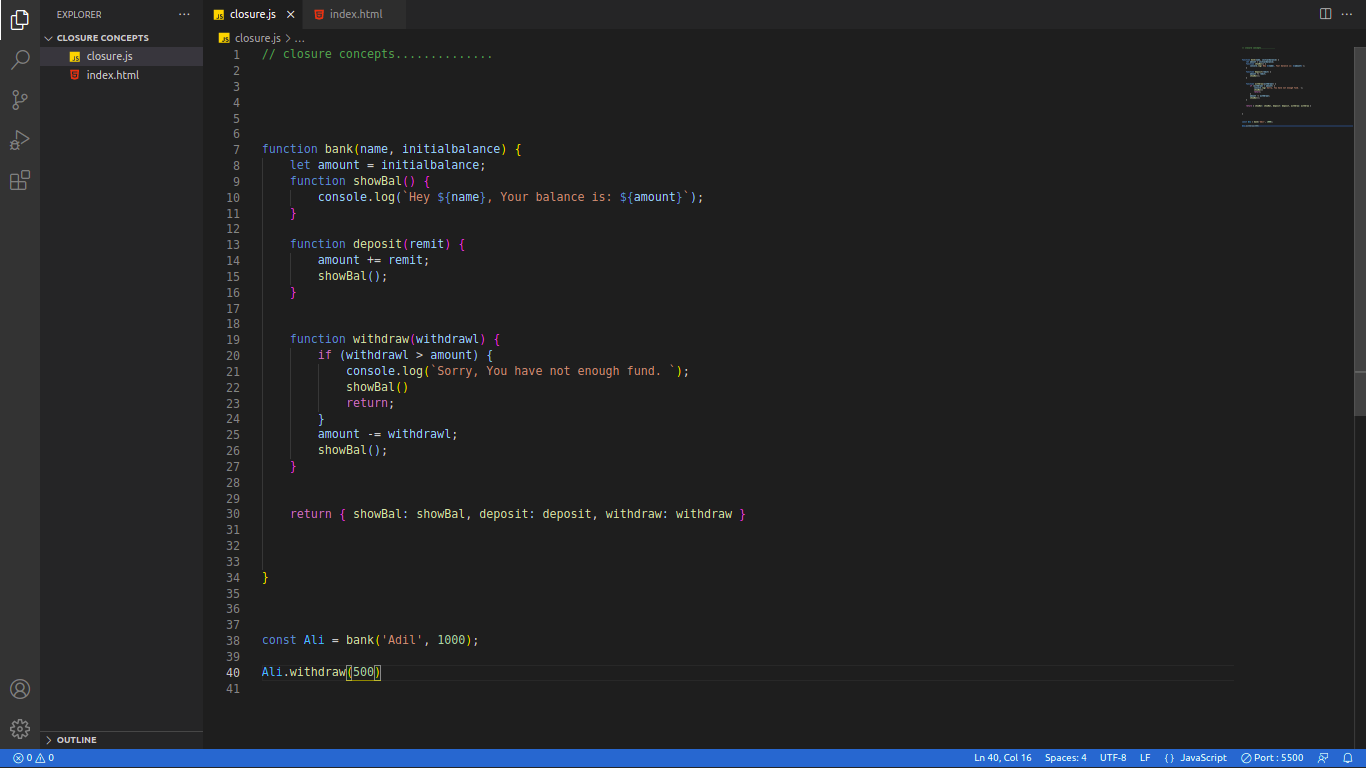 EXPLORER
closure.js
index.html
CLOSURE CONCEPTS
closure.js
index.html
closure.js > ...
1 // closure concepts..............
2
3
4
5
6
7 function bank(name, initialbalance) {
8     let amount = initialbalance;
9     function showBal() {
10         console.log(`Hey ${name}, Your balance is: ${amount}`);
11     }
12
13     function deposit(remit) {
14         amount += remit;
15         showBal();
16     }
17
18
19     function withdraw(withdrawl) {
20         if (withdrawl > amount) {
21             console.log(`Sorry, You have not enough fund. `);
22             showBal()
23             return;
24         }
25         amount -= withdrawl;
26         showBal();
27     }
28
29
30     return { showBal: showBal, deposit: deposit, withdraw: withdraw }
31
32
33
34 }
35
36
37
38 const Ali = bank('Adil', 1000);
39
40 Ali.withdraw(500)
41
OUTLINE
0 0 Ln 40, Col 16 Spaces: 4 UTF-8 LF {} JavaScript Port : 5500